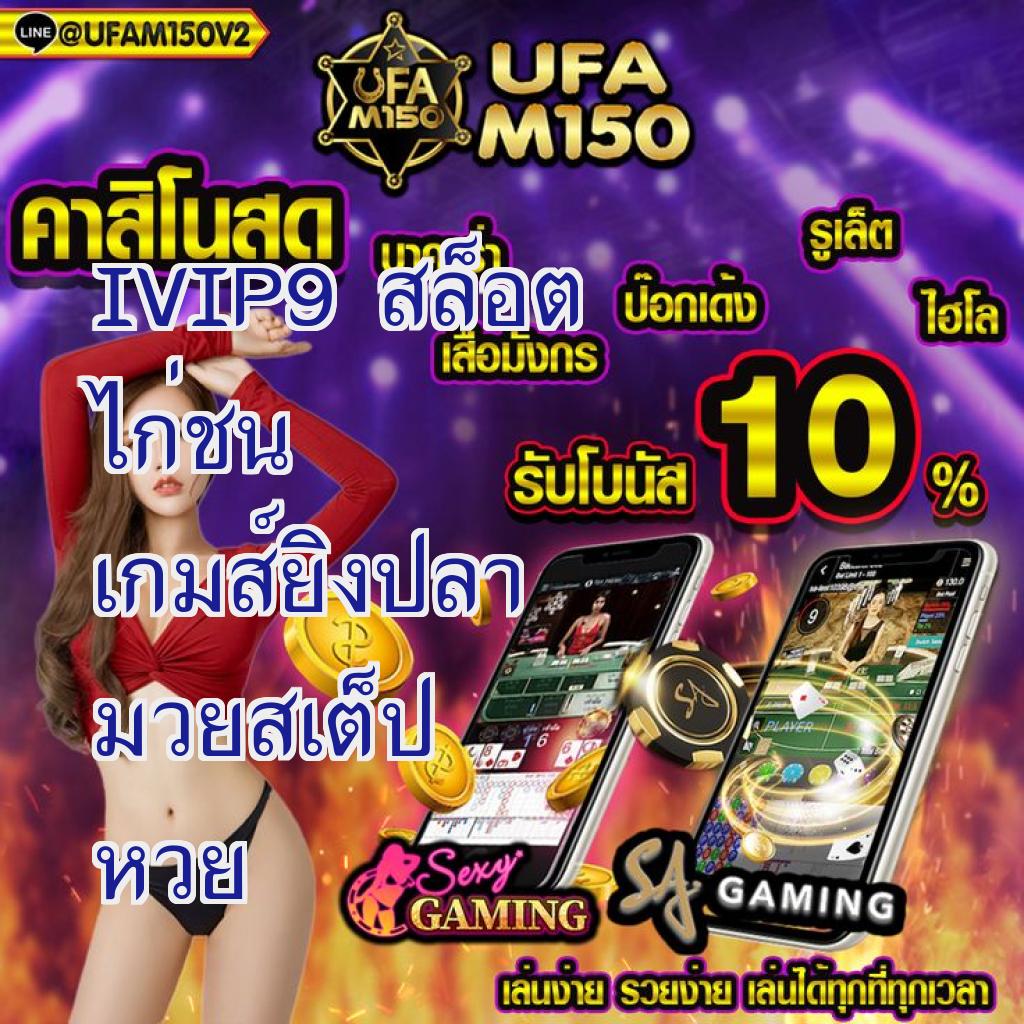 LINE @UFAM150V2
UFA M150
UFA
M150
คาสิโนสด
รูเล็ต
IVIP9 สล็อต
ป๊อกเด้ง
ไฮโล
เสือมังกร
ไก่ชน
10
รับโบนัส
%
เกมส์ยิงปลา
มวยสเต็ป
PLAYER
หวย
Sexy GAMING
SA GAMING
เล่นง่าย รวยง่าย เล่นได้ทุกที่ทุกเวลา